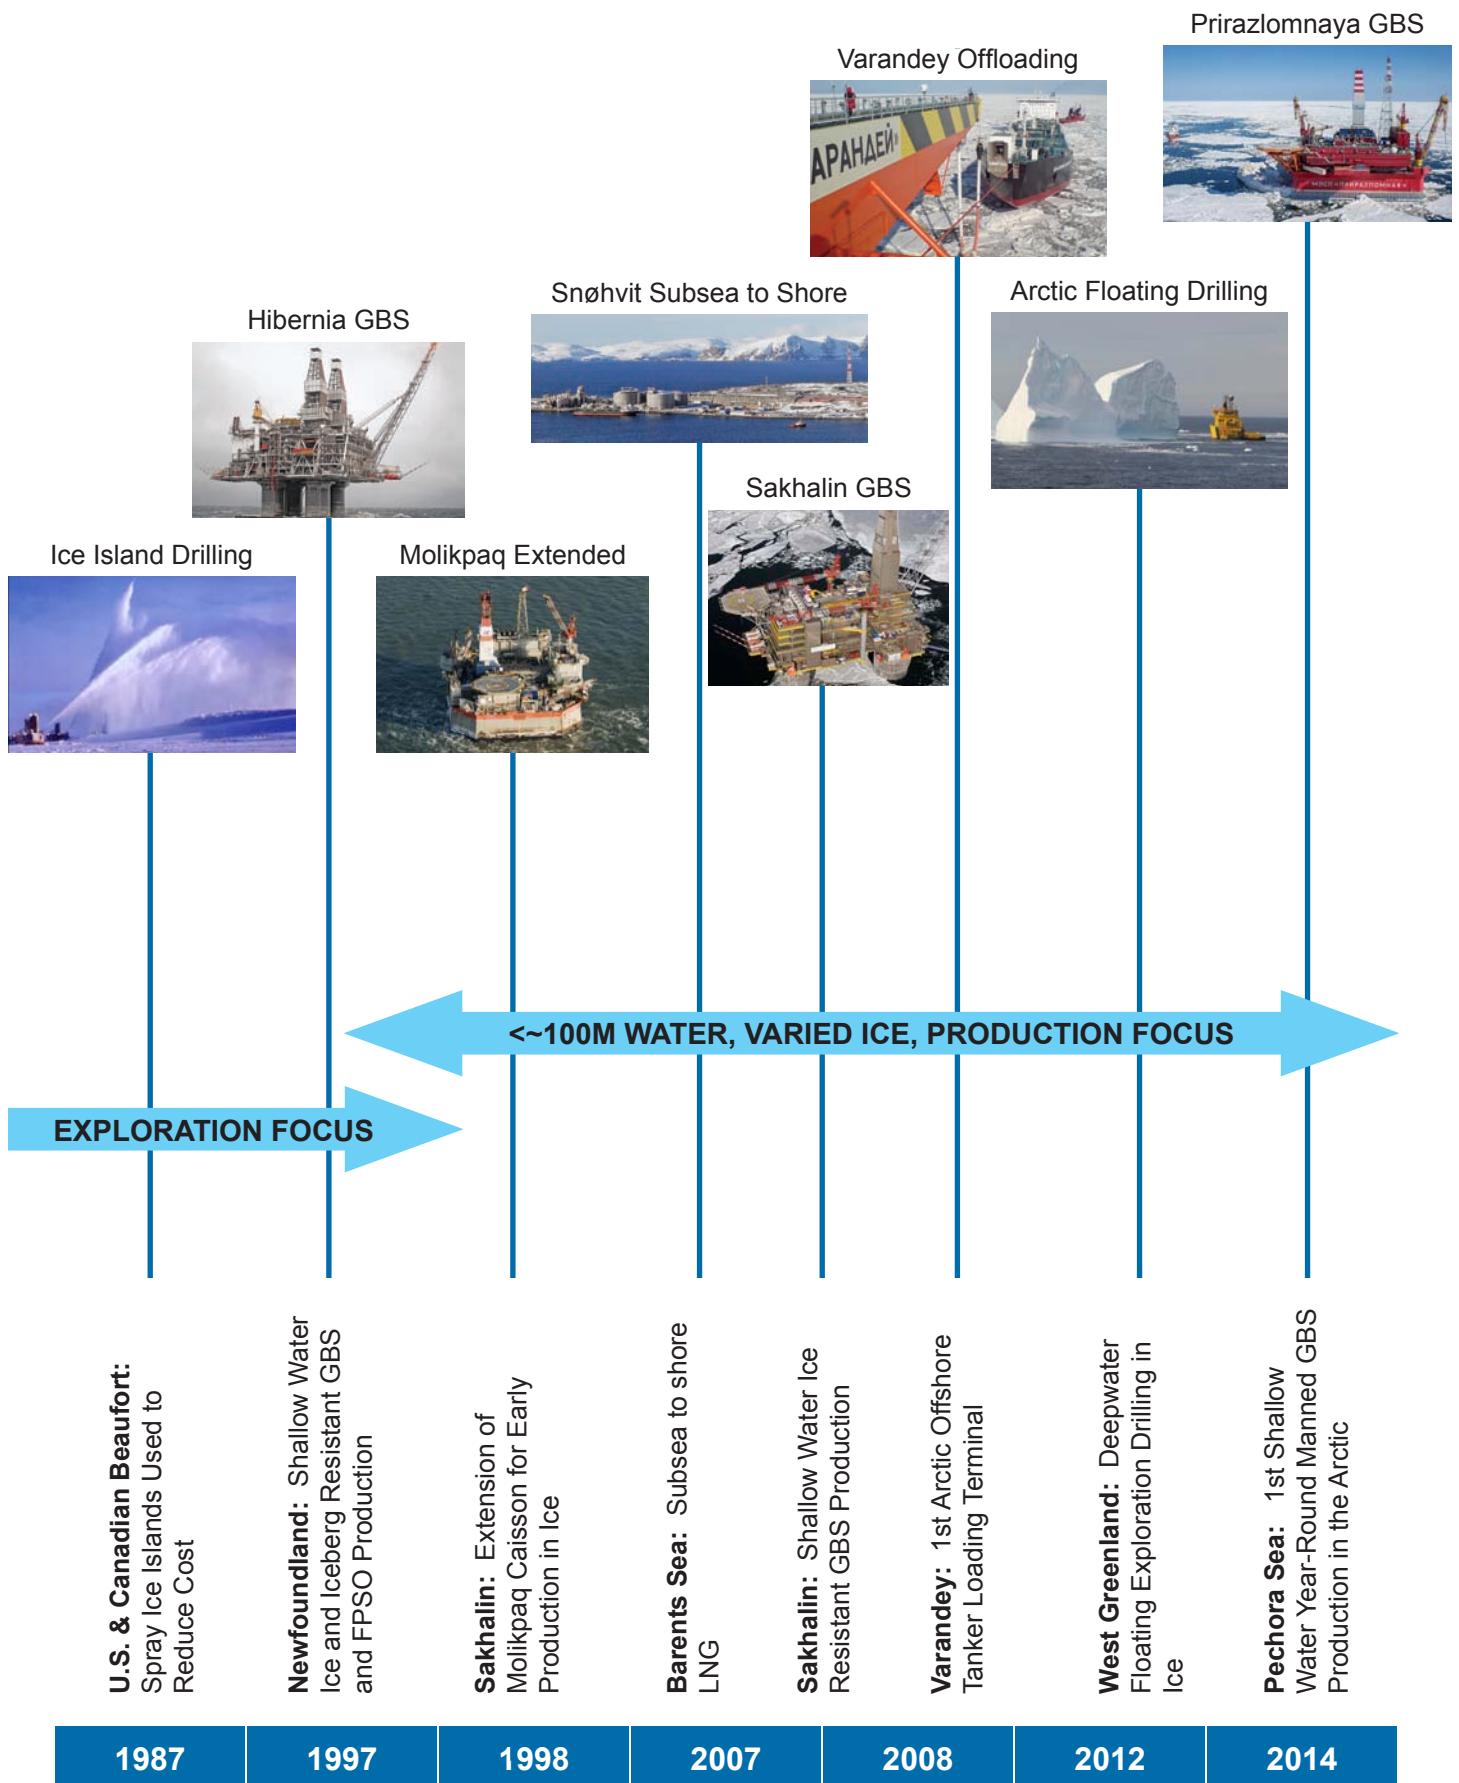 Prirazlomnaya GBS
Varandey Offloading
АРАНДЕЙ»
МЛСП «ПРИРАЗЛОМНАЯ»
Snøhvit Subsea to Shore
Arctic Floating Drilling
Hibernia GBS
Sakhalin GBS
Ice Island Drilling
Molikpaq Extended
<~100M WATER, VARIED ICE, PRODUCTION FOCUS
EXPLORATION FOCUS
U.S. & Canadian Beaufort:
Spray Ice Islands Used to
Reduce Cost
Newfoundland: Shallow Water
Ice and Iceberg Resistant GBS
and FPSO Production
Sakhalin: Extension of
Molikpaq Caisson for Early
Production in Ice
Barents Sea: Subsea to shore
LNG
Sakhalin: Shallow Water Ice
Resistant GBS Production
Varandey: 1st Arctic Offshore
Tanker Loading Terminal
West Greenland: Deepwater
Floating Exploration Drilling in
Ice
Pechora Sea: 1st Shallow
Water Year-Round Manned GBS
Production in the Arctic
1987
1997
1998
2007
2008
2012
2014